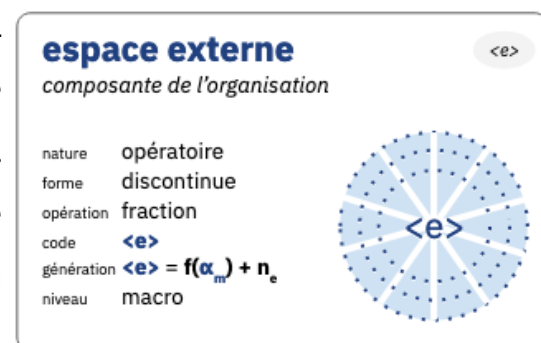 espace externe
<e>
composante de l'organisation
nature opératoire
forme discontinue
opération fraction
code <e>
génération <e> = f(αₘ) + nₑ
niveau macro
<e>